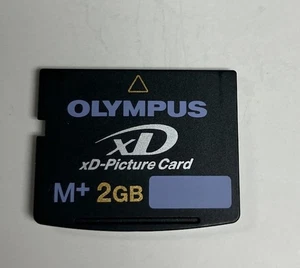 OLYMPUS
xD
xD-Picture Card
M+ 2GB